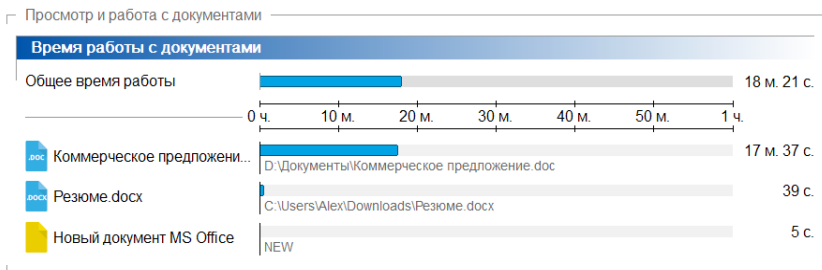 Просмотр и работа с документами
Время работы с документами
Общее время работы 18 м. 21 с.
0 ч. 10 м. 20 м. 30 м. 40 м. 50 м. 1 ч.
.DOC Коммерческое предложени... 17 м. 37 с.
D:\Документы\Коммерческое предложение.doc
.DOCX Резюме.docx 39 с.
C:\Users\Alex\Downloads\Резюме.docx
Новый документ MS Office 5 с.
NEW